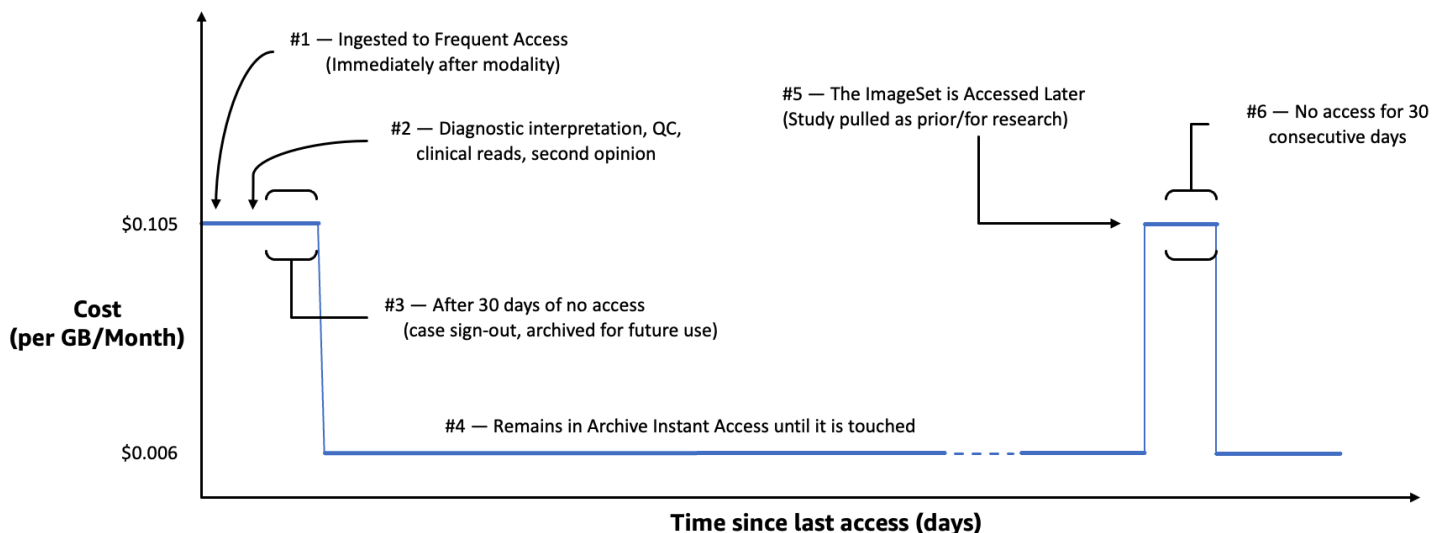 #1 — Ingested to Frequent Access
(Immediately after modality)
#2 — Diagnostic interpretation, QC,
clinical reads, second opinion
#5 — The ImageSet is Accessed Later
(Study pulled as prior/for research)
#6 — No access for 30
consecutive days
$0.105
#3 — After 30 days of no access
(case sign-out, archived for future use)
Cost
(per GB/Month)
#4 — Remains in Archive Instant Access until it is touched
$0.006
Time since last access (days)